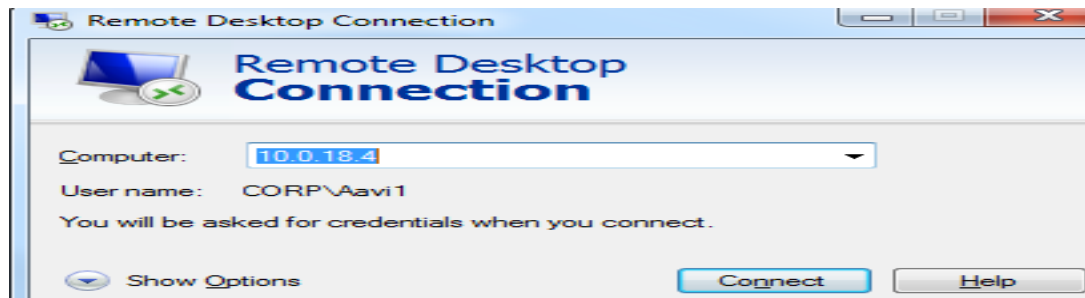 Remote Desktop Connection
Remote Desktop
Connection
Computer: 10.0.18.4
User name: CORP\Aavi1
You will be asked for credentials when you connect.
Show Options Connect Help